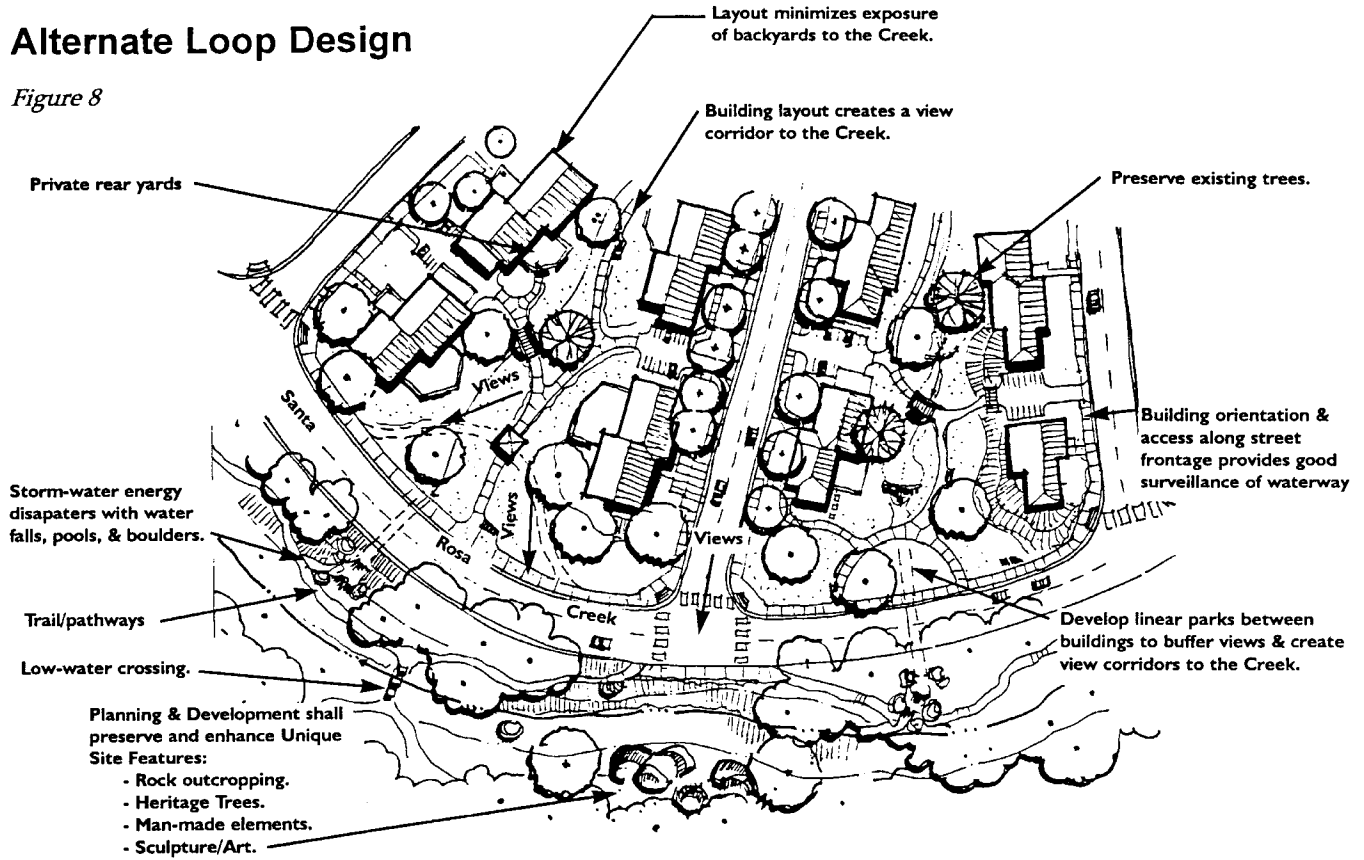 Alternate Loop Design
Figure 8
Layout minimizes exposure
of backyards to the Creek.
Building layout creates a view
corridor to the Creek.
Private rear yards
Preserve existing trees.
Views
Santa
Rosa
Creek
Views
Views
Building orientation &
access along street
frontage provides good
surveillance of waterway
Storm-water energy
disapaters with water
falls, pools, & boulders.
Trail/pathways
Low-water crossing.
Develop linear parks between
buildings to buffer views & create
view corridors to the Creek.
Planning & Development shall
preserve and enhance Unique
Site Features:
- Rock outcropping.
- Heritage Trees.
- Man-made elements.
- Sculpture/Art.